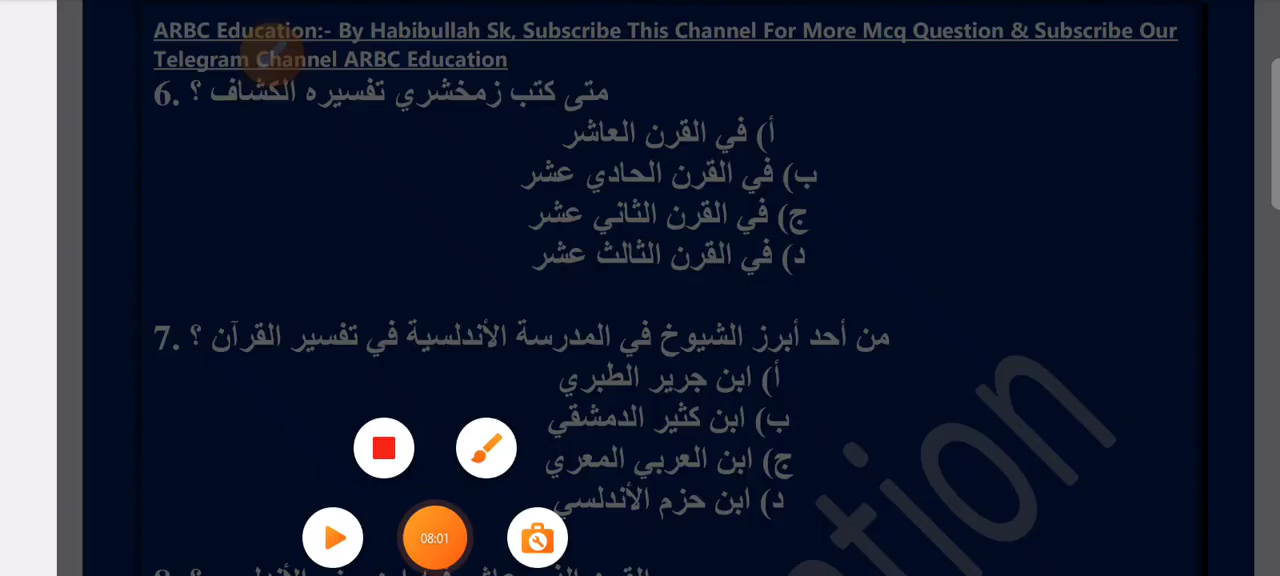 ARBC Education:- By Habibullah Sk, Subscribe This Channel For More Mcq Question & Subscribe Our
Telegram Channel ARBC Education
6. متى كتب زمخشري تفسيره الكشاف ؟
أ) في القرن العاشر
ب) في القرن الحادي عشر
ج) في القرن الثاني عشر
د) في القرن الثالث عشر
7. من أحد أبرز الشيوخ في المدرسة الأندلسية في تفسير القرآن ؟
أ) ابن جرير الطبري
ب) ابن كثير الدمشقي
ج) ابن العربي المعري
د) ابن حزم الأندلسي
08:01